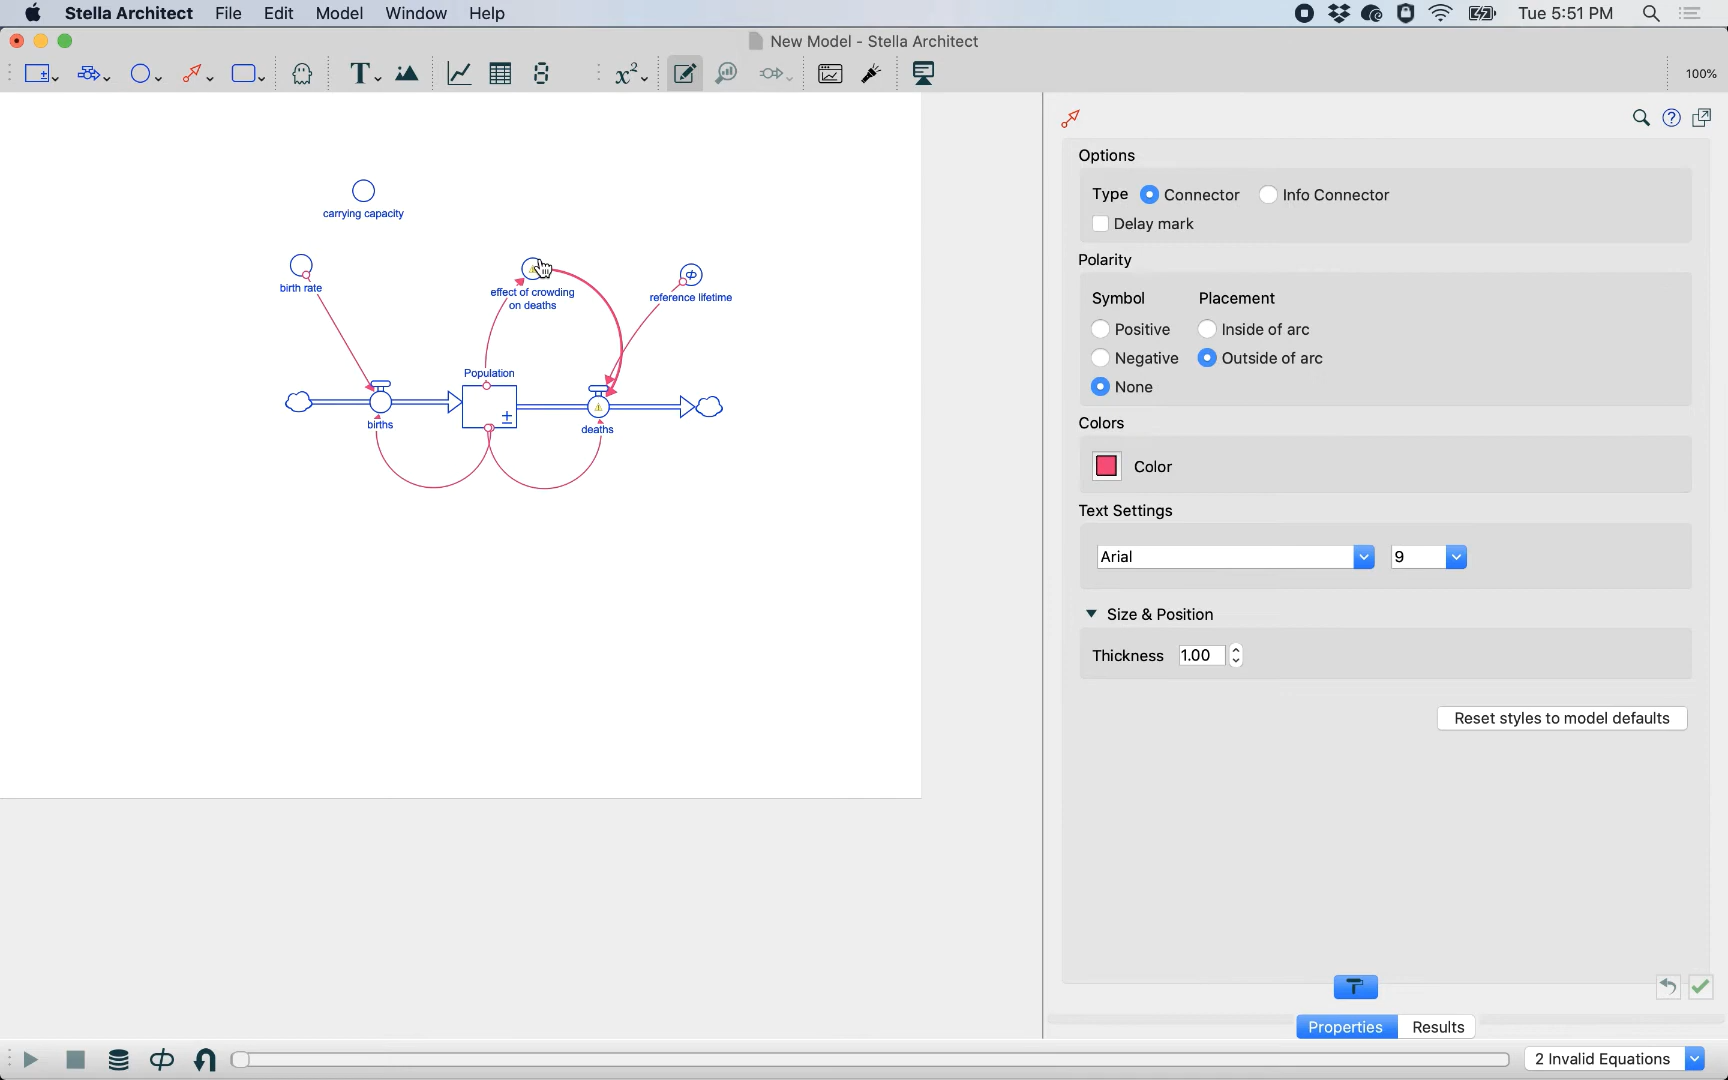 Stella Architect File Edit Model Window Help Tue 5:51 PM
New Model - Stella Architect
T x² 100%
carrying capacity
birth rate
effect of crowding
on deaths
reference lifetime
Population
births
deaths
Options
Type Connector Info Connector
Delay mark
Polarity
Symbol Placement
Positive Inside of arc
Negative Outside of arc
None
Colors
Color
Text Settings
Arial 9
Size & Position
Thickness 1.00
Reset styles to model defaults
Properties Results
2 Invalid Equations